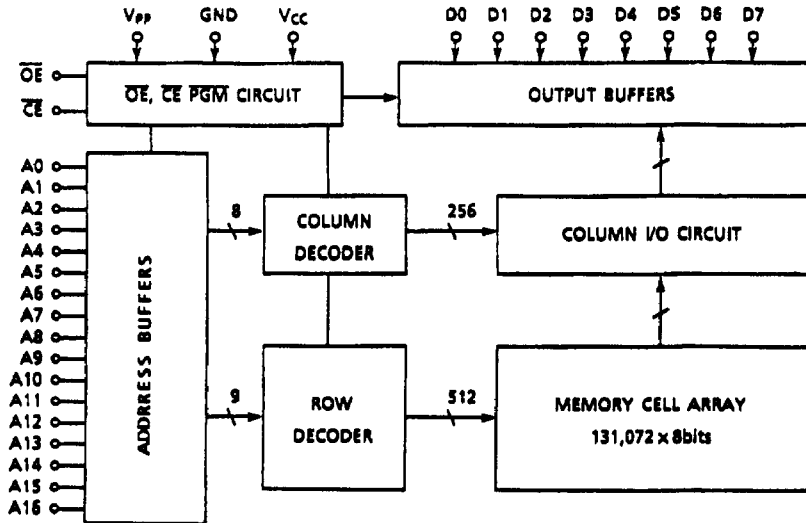 Vpp GND VCC D0 D1 D2 D3 D4 D5 D6 D7
OE
CE
OE, CE PGM CIRCUIT
OUTPUT BUFFERS
A0
A1
A2
A3
A4
A5
A6
A7
A8
A9
A10
A11
A12
A13
A14
A15
A16
ADDRRESS BUFFERS
8
COLUMN
DECODER
256
COLUMN I/O CIRCUIT
9
ROW
DECODER
512
MEMORY CELL ARRAY
131,072 x 8bits